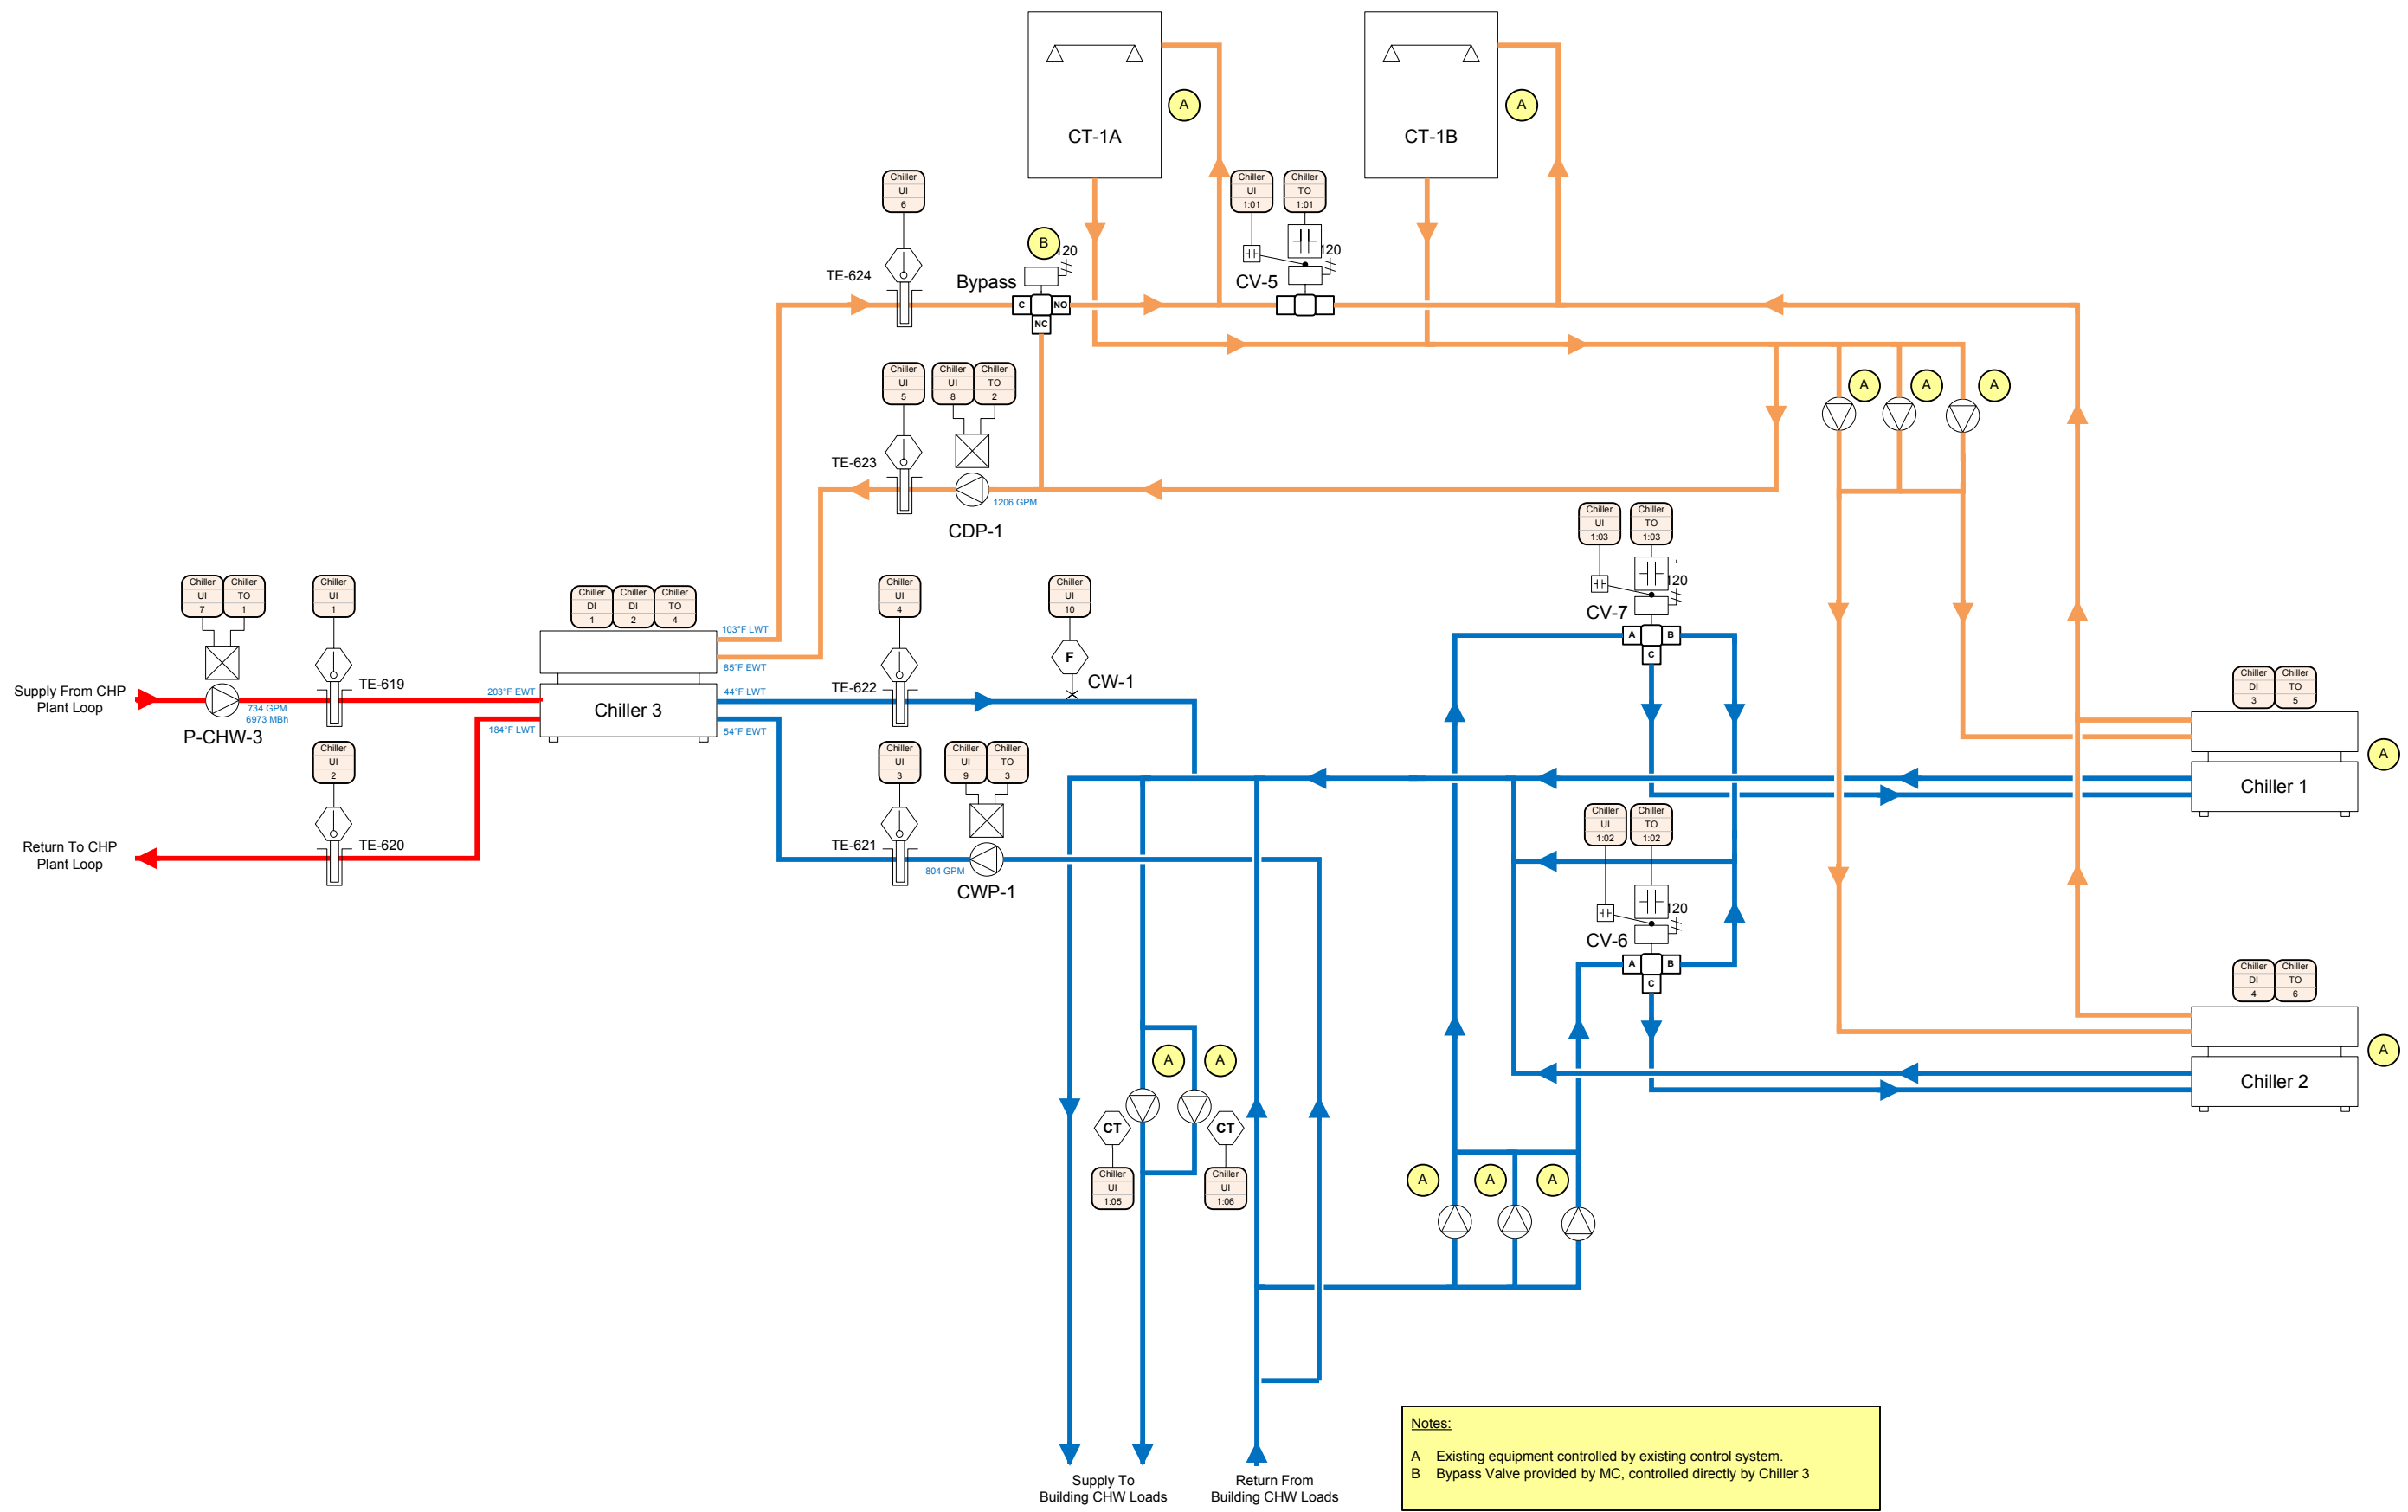 CT-1A
A
CT-1B
A
Chiller
UI
6
Chiller
UI
1:01
Chiller
TO
1:01
B
120
120
TE-624
Bypass
CV-5
C
NO
NC
Chiller
UI
5
Chiller
UI
8
Chiller
TO
2
A
A
A
TE-623
1206 GPM
CDP-1
Chiller
UI
1:03
Chiller
TO
1:03
120
CV-7
A
B
C
Chiller
UI
7
Chiller
TO
1
Chiller
UI
1
Chiller
DI
1
Chiller
DI
2
Chiller
TO
4
Chiller
UI
4
Chiller
UI
10
103°F LWT
85°F EWT
F
Supply From CHP
Plant Loop
TE-619
203°F EWT
44°F LWT
TE-622
CW-1
734 GPM
6973 MBh
P-CHW-3
Chiller 3
184°F LWT
54°F EWT
Chiller
DI
3
Chiller
TO
5
A
Chiller 1
Chiller
UI
2
Chiller
UI
3
Chiller
UI
9
Chiller
TO
3
Return To CHP
Plant Loop
TE-620
TE-621
804 GPM
CWP-1
Chiller
UI
1:02
Chiller
TO
1:02
120
CV-6
A
B
C
Chiller
DI
4
Chiller
TO
6
A
Chiller 2
A
A
CT
CT
Chiller
UI
1:05
Chiller
UI
1:06
A
A
A
Supply To
Building CHW Loads
Return From
Building CHW Loads
Notes:
A Existing equipment controlled by existing control system.
B Bypass Valve provided by MC, controlled directly by Chiller 3